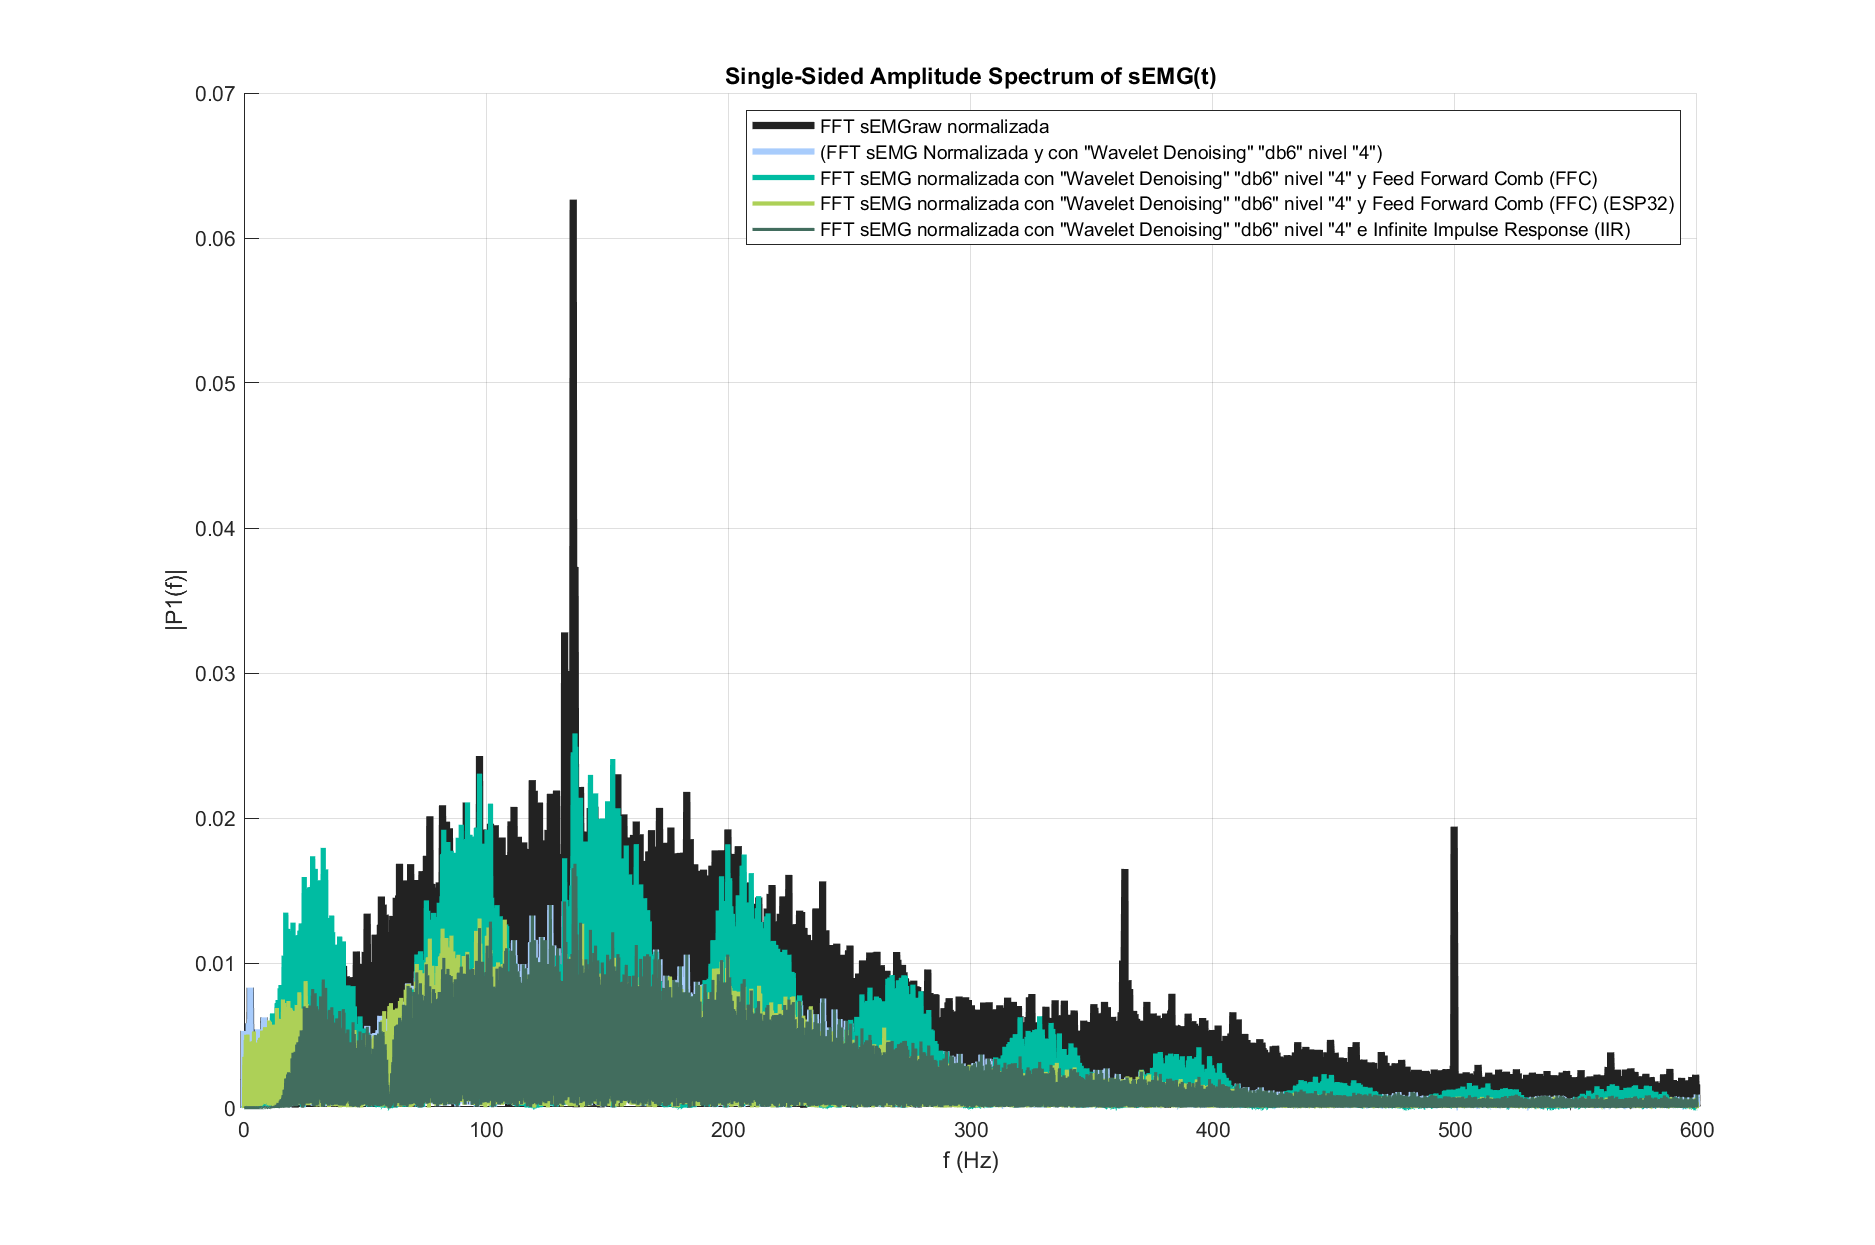 Single-Sided Amplitude Spectrum of sEMG(t)
FFT sEMGraw normalizada
(FFT sEMG Normalizada y con "Wavelet Denoising" "db6" nivel "4")
FFT sEMG normalizada con "Wavelet Denoising" "db6" nivel "4" y Feed Forward Comb (FFC)
FFT sEMG normalizada con "Wavelet Denoising" "db6" nivel "4" y Feed Forward Comb (FFC) (ESP32)
FFT sEMG normalizada con "Wavelet Denoising" "db6" nivel "4" e Infinite Impulse Response (IIR)
|P1(f)|
0.07
0.06
0.05
0.04
0.03
0.02
0.01
0
0 100 200 300 400 500 600
f (Hz)